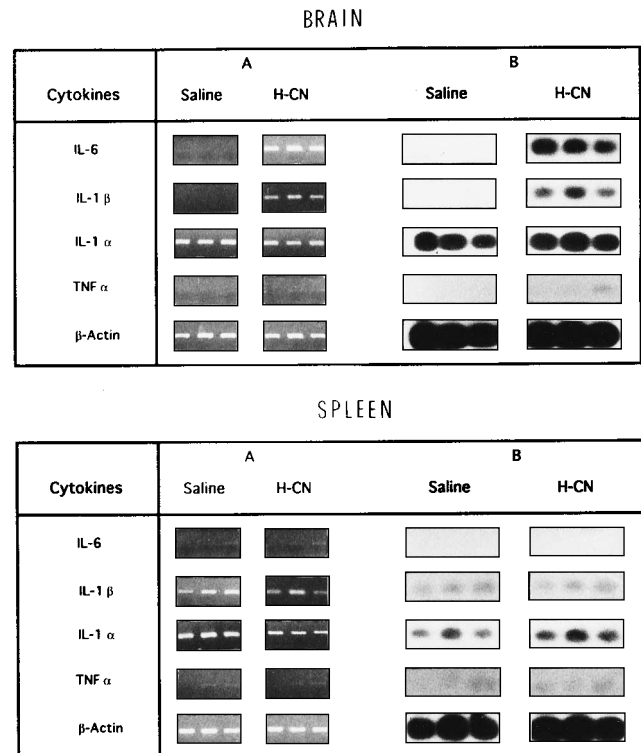 BRAIN
A B
Cytokines Saline H-CN Saline H-CN
IL-6
IL-1 β
IL-1 α
TNF α
β-Actin
SPLEEN
A B
Cytokines Saline H-CN Saline H-CN
IL-6
IL-1 β
IL-1 α
TNF α
β-Actin